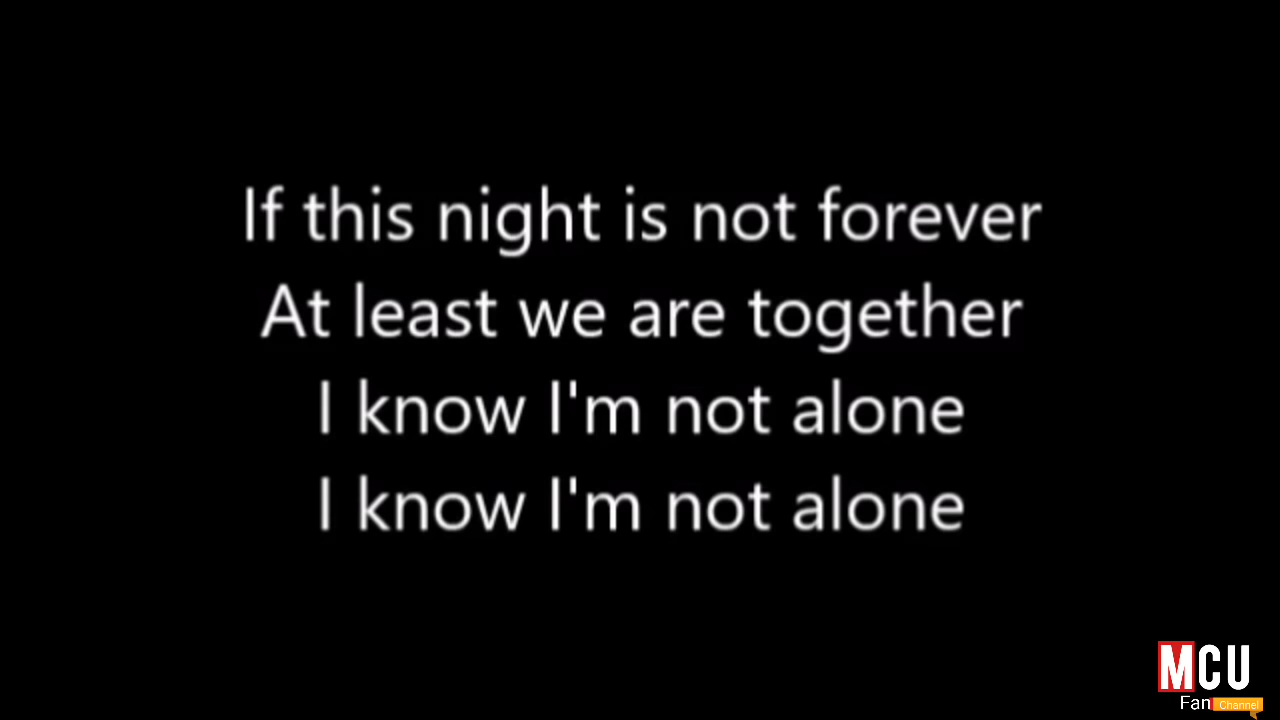 If this night is not forever
At least we are together
I know I'm not alone
I know I'm not alone
MCU
Fan Channel